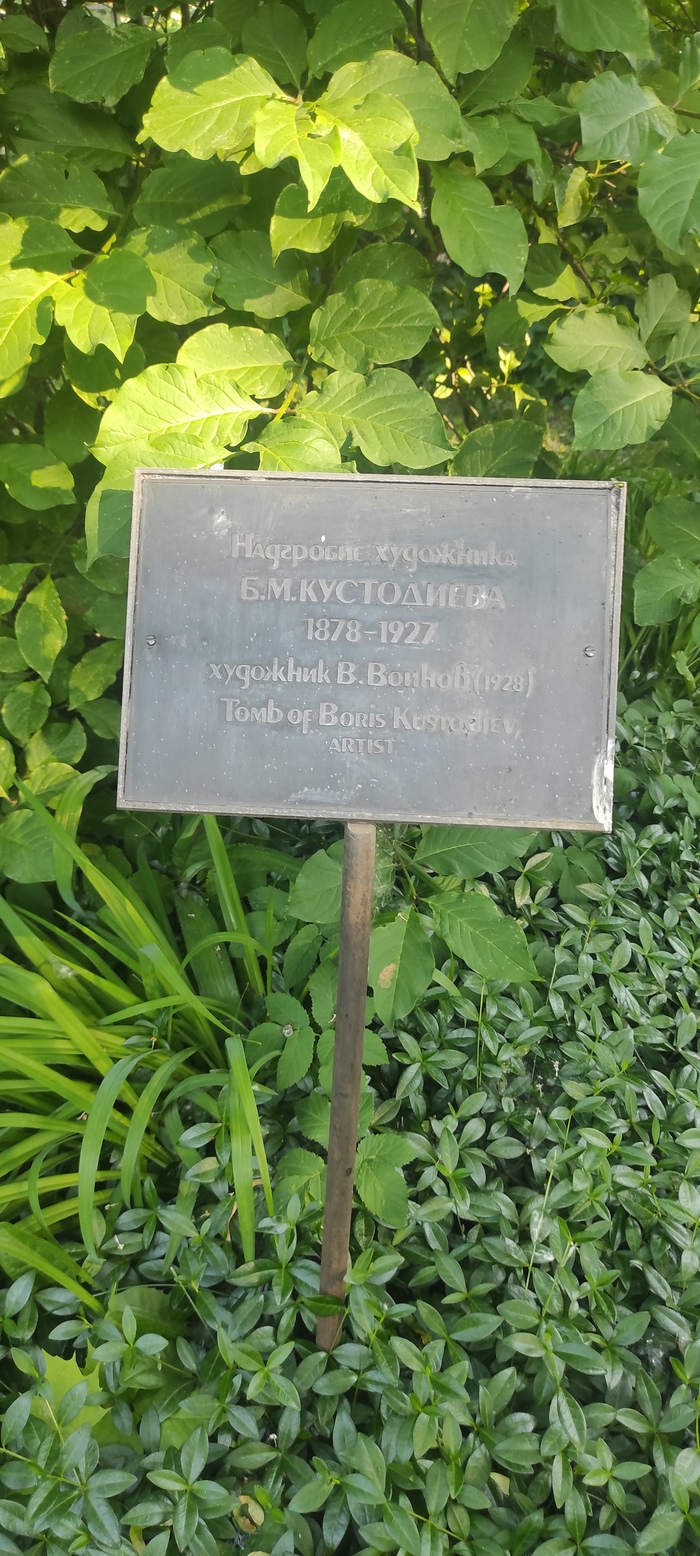 Надгробие художника
Б.М.КУСТОДИЕВА
1878-1927
художник В.Воинов (1928)
Tomb of Boris Kustodiev,
ARTIST